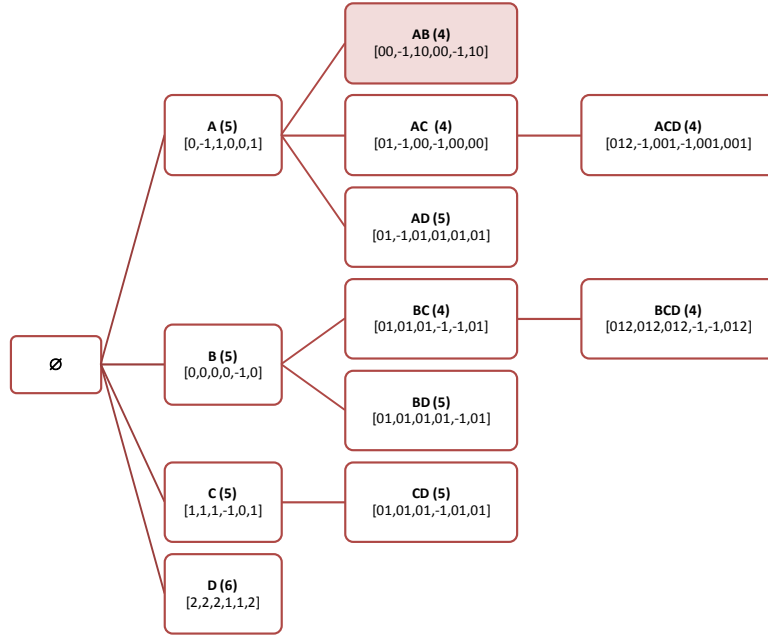 AB (4)
[00,-1,10,00,-1,10]
A (5)
[0,-1,1,0,0,1]
AC (4)
[01,-1,00,-1,00,00]
ACD (4)
[012,-1,001,-1,001,001]
AD (5)
[01,-1,01,01,01,01]
BC (4)
[01,01,01,-1,-1,01]
BCD (4)
[012,012,012,-1,-1,012]
∅
B (5)
[0,0,0,0,-1,0]
BD (5)
[01,01,01,01,-1,01]
C (5)
[1,1,1,-1,0,1]
CD (5)
[01,01,01,-1,01,01]
D (6)
[2,2,2,1,1,2]